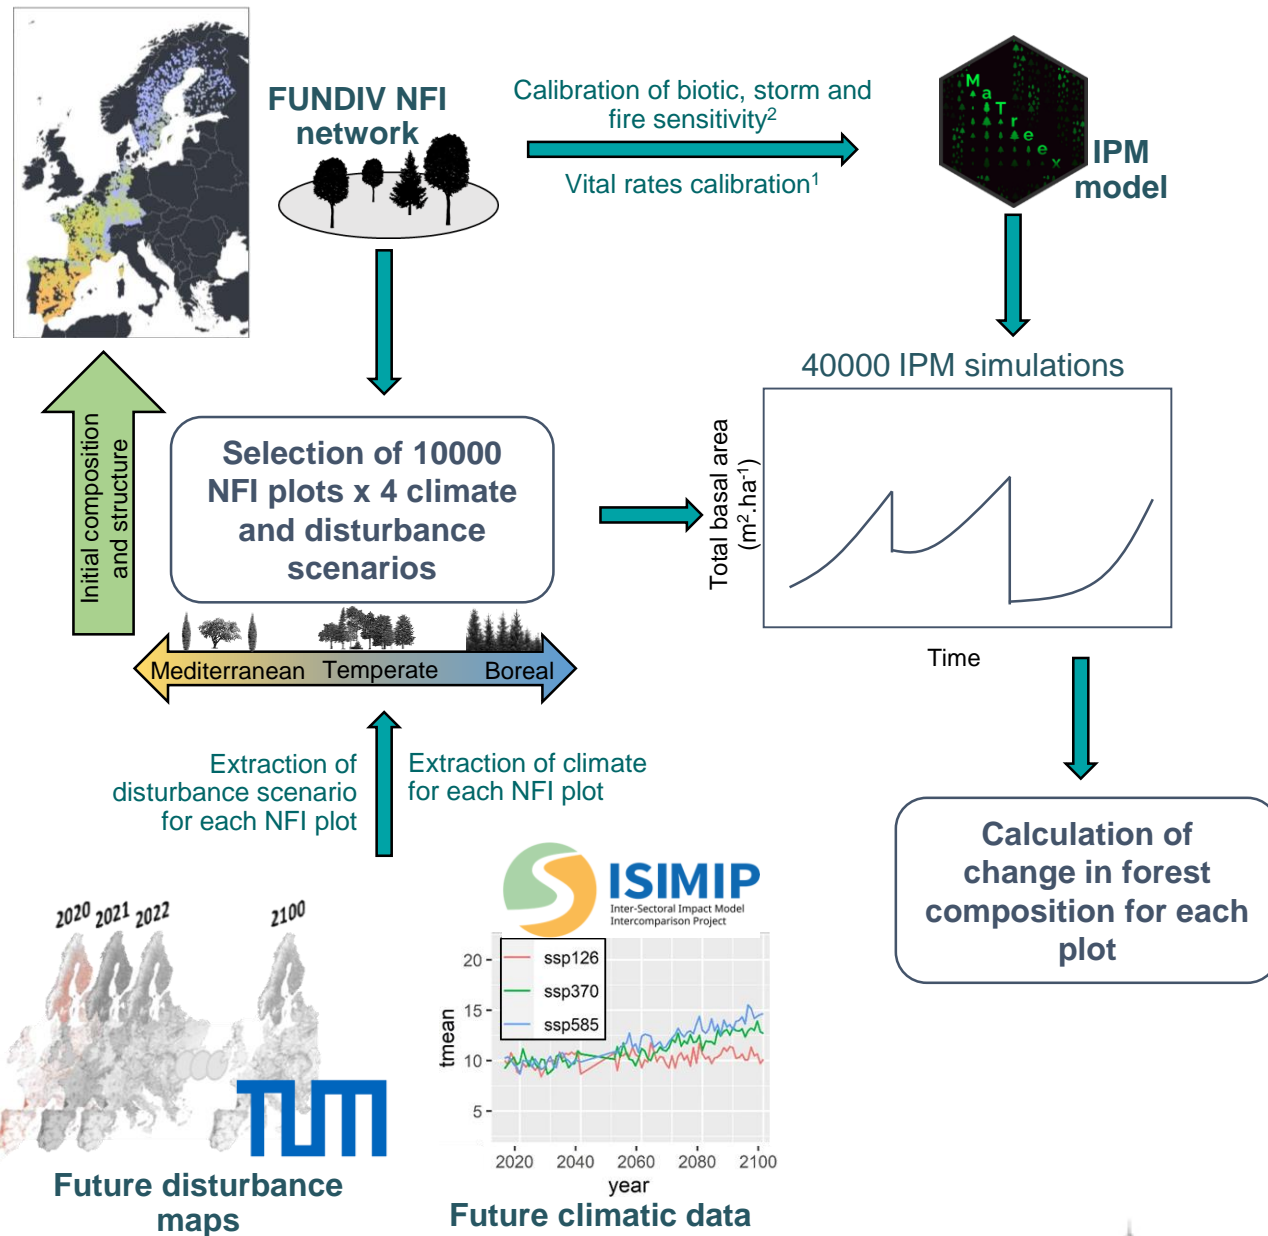 FUNDIV NFI
network
Calibration of biotic, storm and
fire sensitivity2
Vital rates calibration1
M
a
T
r
e
e
x
IPM
model
40000 IPM simulations
Total basal area
(m2.ha-1)
Time
Initial composition
and structure
Selection of 10000
NFI plots x 4 climate
and disturbance
scenarios
Mediterranean Temperate Boreal
Extraction of
disturbance scenario
for each NFI plot
Extraction of climate
for each NFI plot
Calculation of
change in forest
composition for each
plot
2020 2021 2022 2100
TUM
Future disturbance
maps
ISIMIP
Inter-Sectoral Impact Model
Intercomparison Project
ssp126
ssp370
ssp585
tmean
20
15
10
5
2020 2040 2060 2080 2100
year
Future climatic data